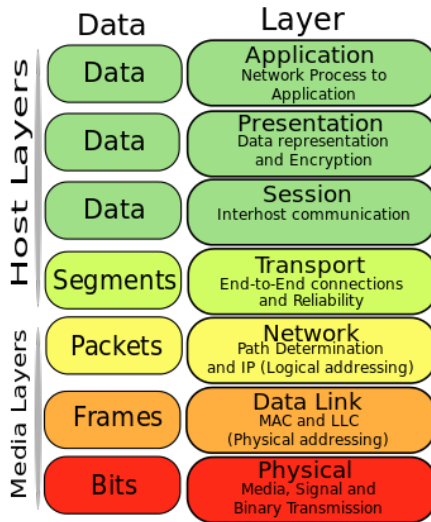 Data Layer
Host Layers
Data
Application
Network Process to
Application
Data
Presentation
Data representation
and Encryption
Data
Session
Interhost communication
Segments
Transport
End-to-End connections
and Reliability
Media Layers
Packets
Network
Path Determination
and IP (Logical addressing)
Frames
Data Link
MAC and LLC
(Physical addressing)
Bits
Physical
Media, Signal and
Binary Transmission